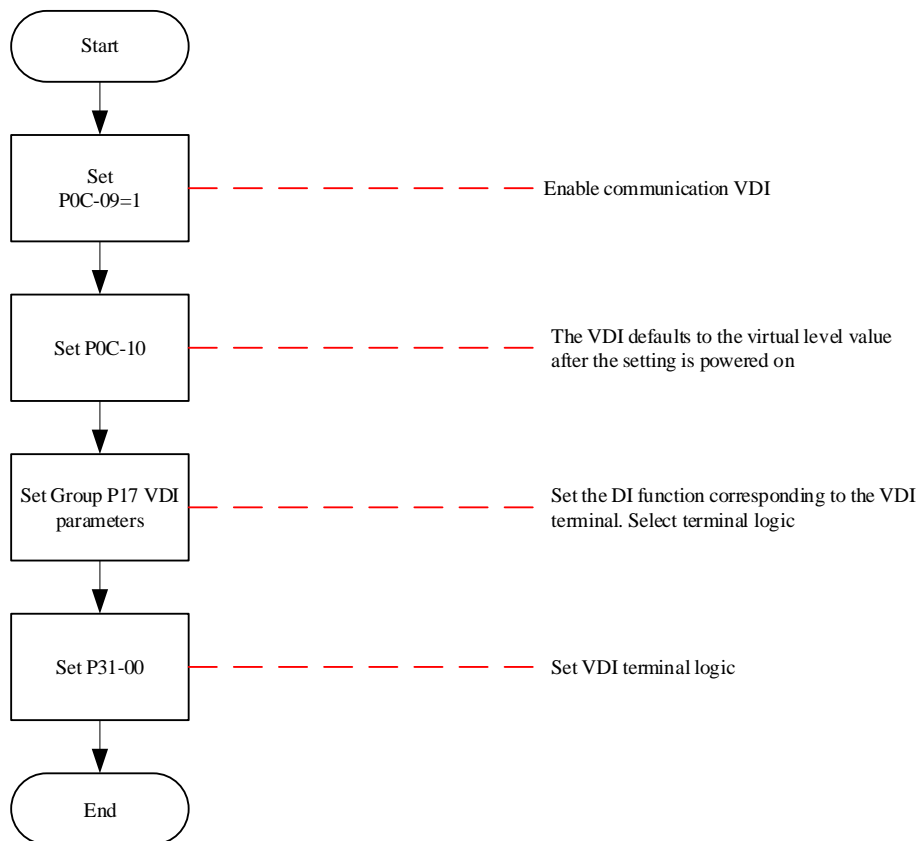 Start
Set
P0C-09=1
Enable communication VDI
Set P0C-10
The VDI defaults to the virtual level value
after the setting is powered on
Set Group P17 VDI
parameters
Set the DI function corresponding to the VDI
terminal. Select terminal logic
Set P31-00
Set VDI terminal logic
End